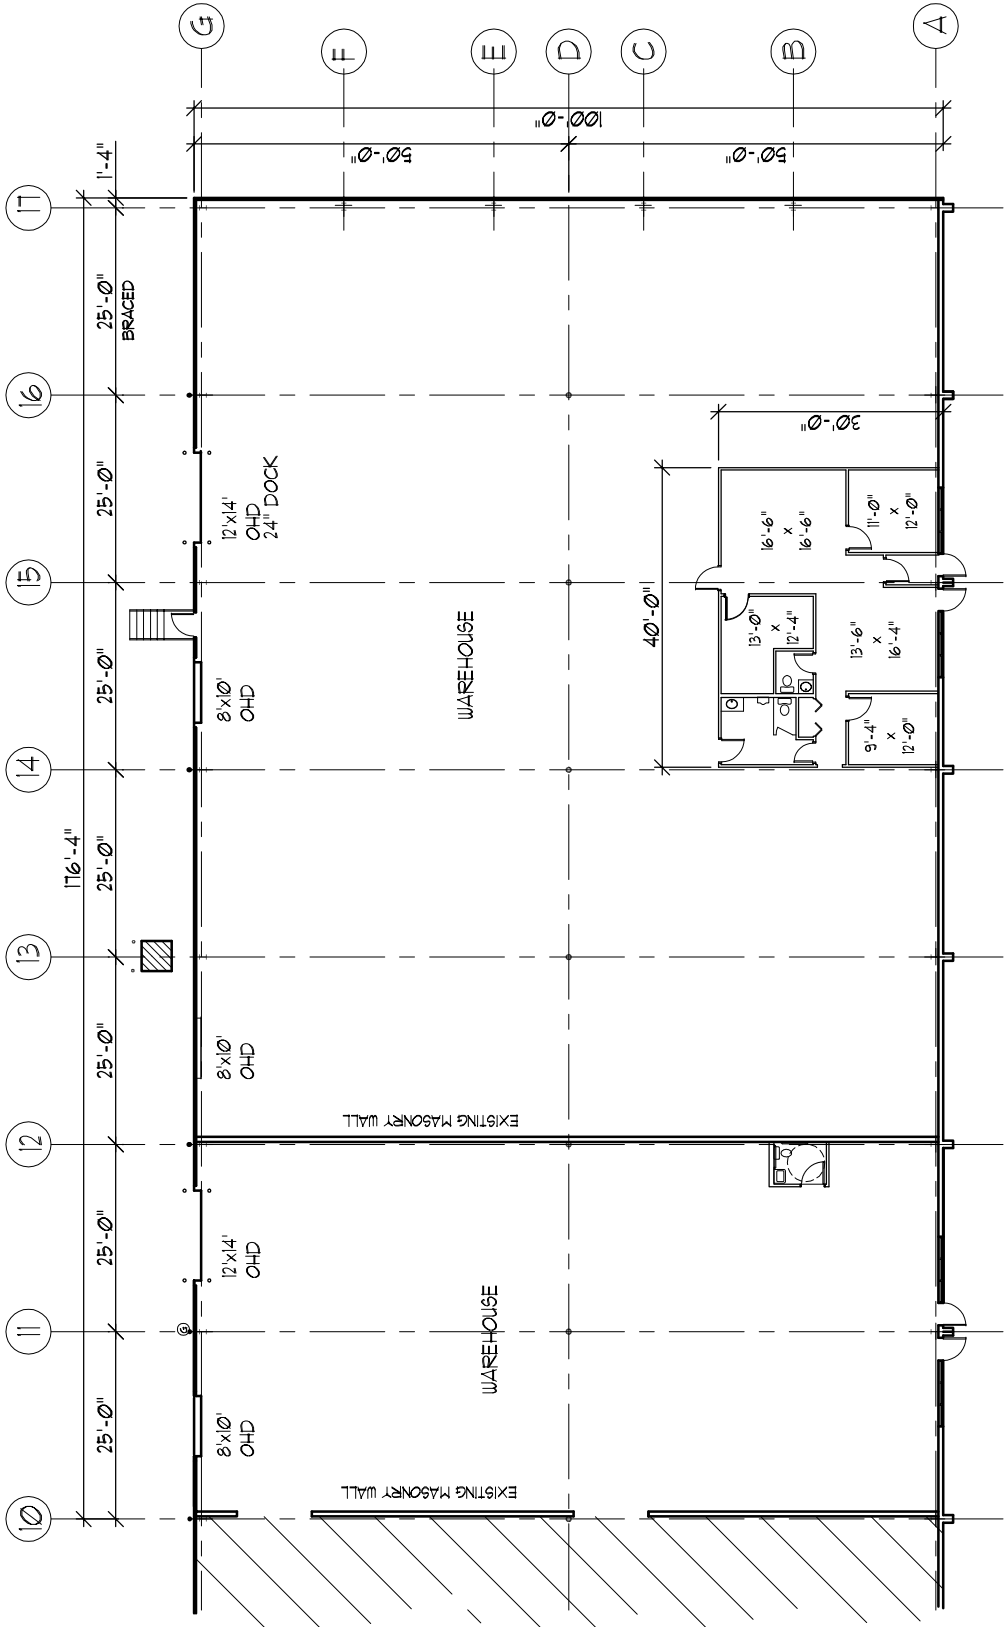 G
F
E
D
C
B
A
100'-0"
50'-0"
50'-0"
1'-4"
17
25'-0"
BRACED
16
25'-0"
12'x14'
OHD
24" DOCK
30'-0"
15
40'-0"
16'-6"
x
16'-6"
11'-0"
x
12'-0"
25'-0"
8'x10'
OHD
WAREHOUSE
13'-0"
x
12'-4"
13'-6"
x
16'-4"
14
9'-4"
x
12'-0"
176'-4"
25'-0"
13
25'-0"
8'x10'
OHD
EXISTING MASONRY WALL
12
25'-0"
12'x14'
OHD
11
G
WAREHOUSE
25'-0"
8'x10'
OHD
EXISTING MASONRY WALL
10